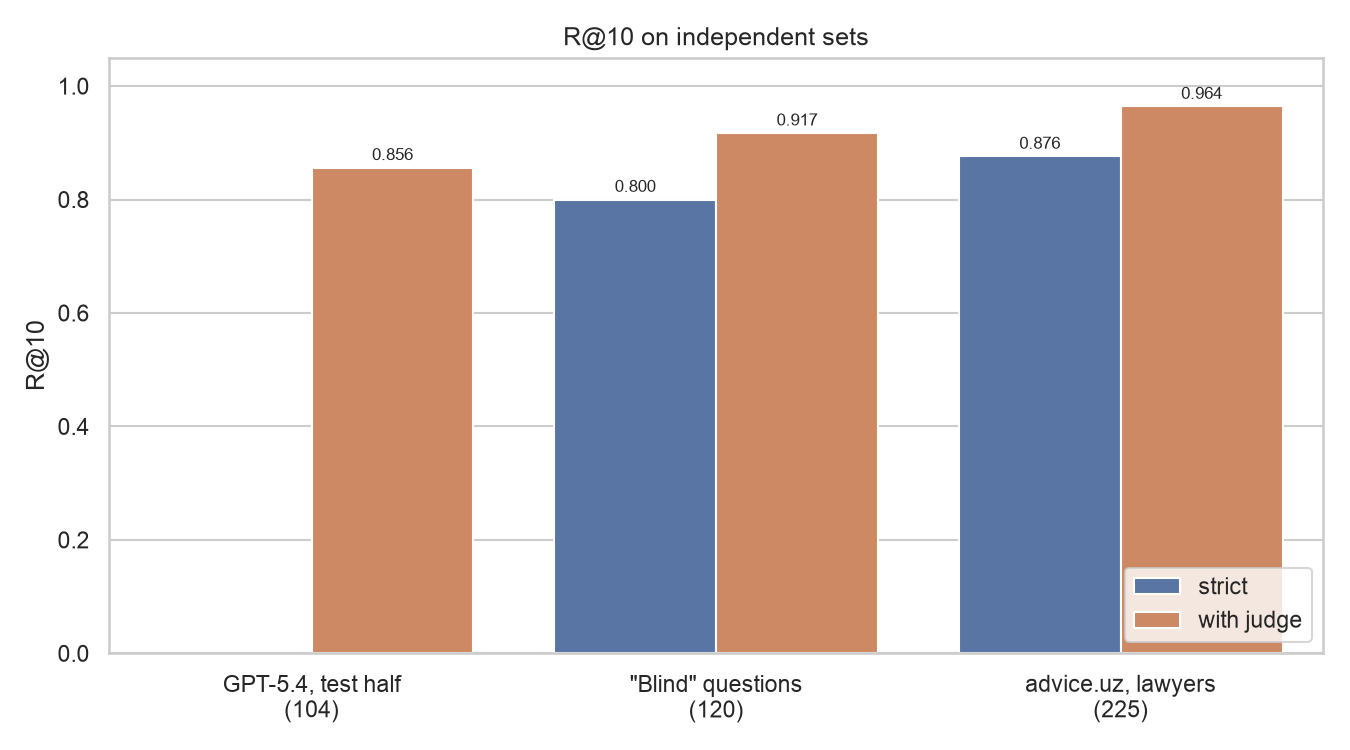 R@10 on independent sets
R@10
1.0
0.8
0.6
0.4
0.2
0.0
0.856
0.800
0.917
0.876
0.964
strict
with judge
GPT-5.4, test half
(104)
"Blind" questions
(120)
advice.uz, lawyers
(225)